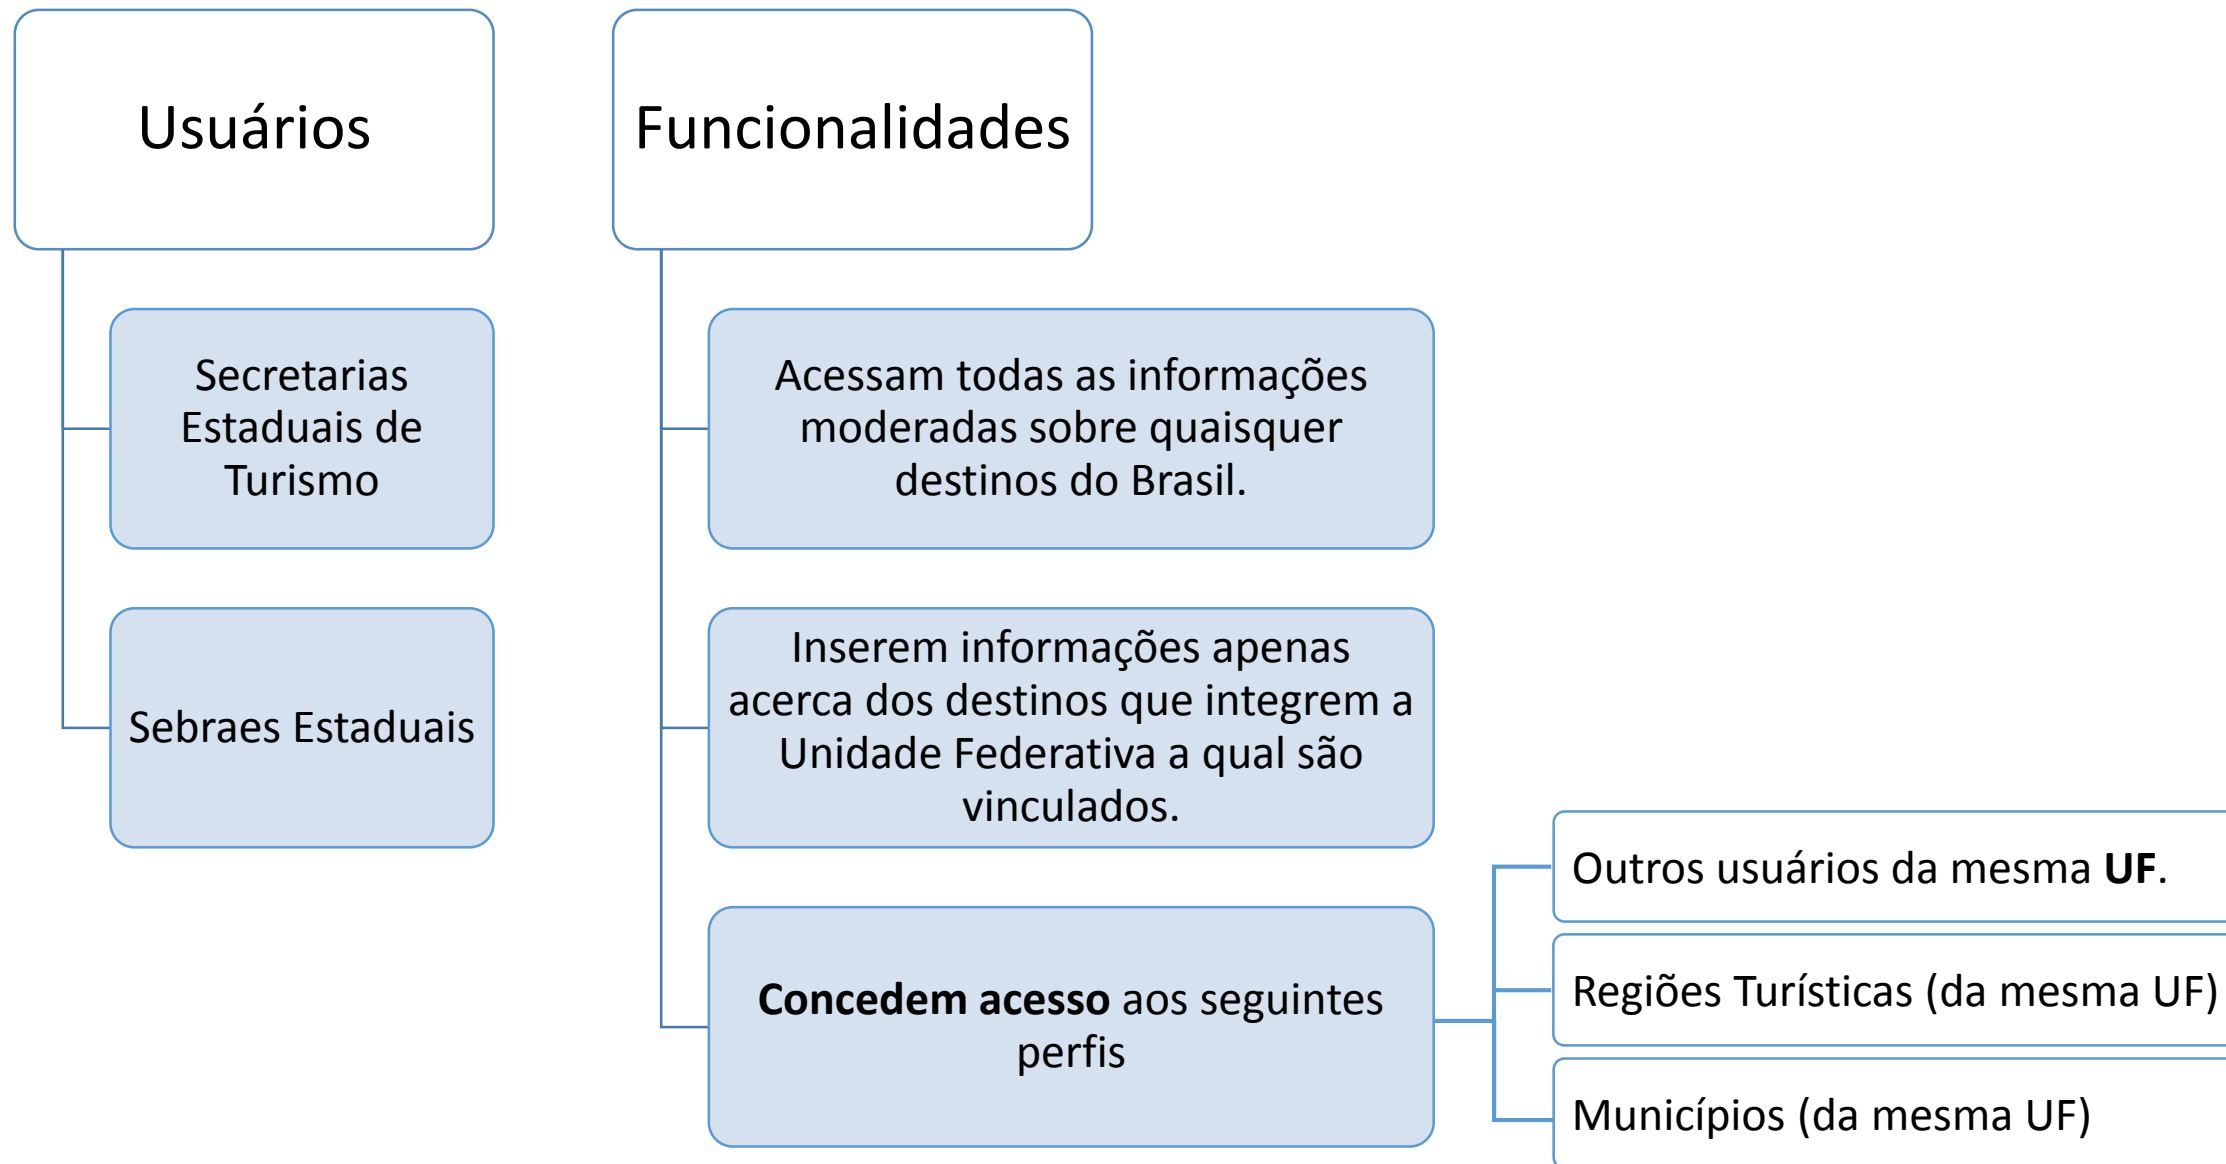 Usuários
Secretarias
Estaduais de
Turismo
Sebraes Estaduais
Funcionalidades
Acessam todas as informações
moderadas sobre quaisquer
destinos do Brasil.
Inserem informações apenas
acerca dos destinos que integrem a
Unidade Federativa a qual são
vinculados.
Concedem acesso aos seguintes
perfis
Outros usuários da mesma UF.
Regiões Turísticas (da mesma UF)
Municípios (da mesma UF)